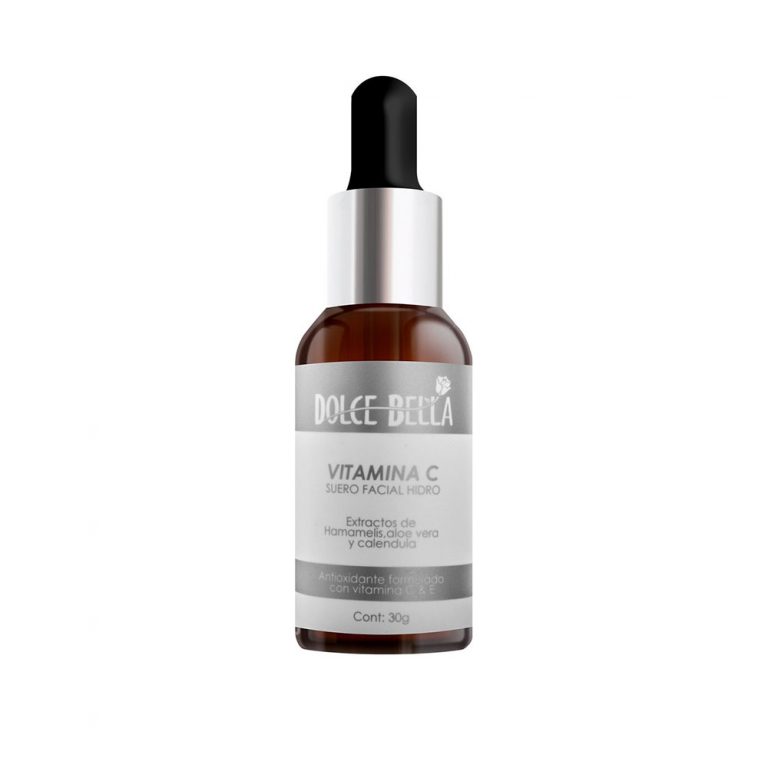 DOLCE BELLA
VITAMINA C
SUERO FACIAL HIDRO
Extractos de
Hamamelis,aloe vera
y calendula
Antioxidante formulado
con vitamina C & E
Cont: 30g